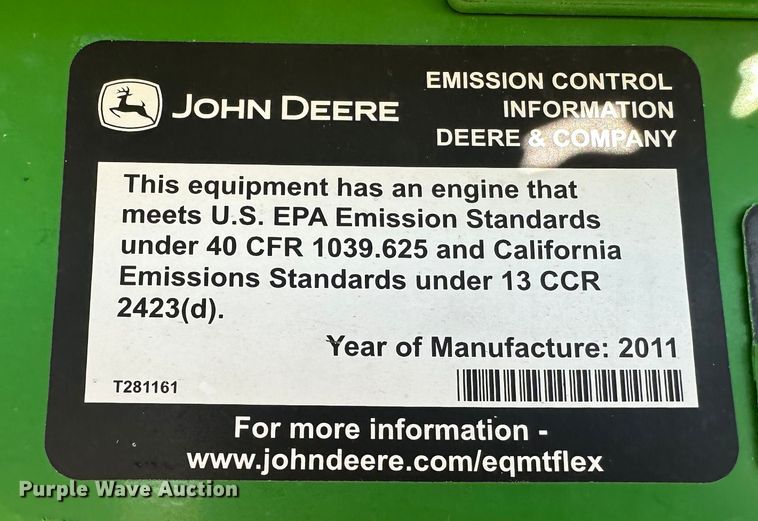 JOHN DEERE
EMISSION CONTROL
INFORMATION
DEERE & COMPANY
This equipment has an engine that
meets U.S. EPA Emission Standards
under 40 CFR 1039.625 and California
Emissions Standards under 13 CCR
2423(d).
Year of Manufacture: 2011
T281161
For more information -
www.johndeere.com/eqmtflex
Purple Wave Auction